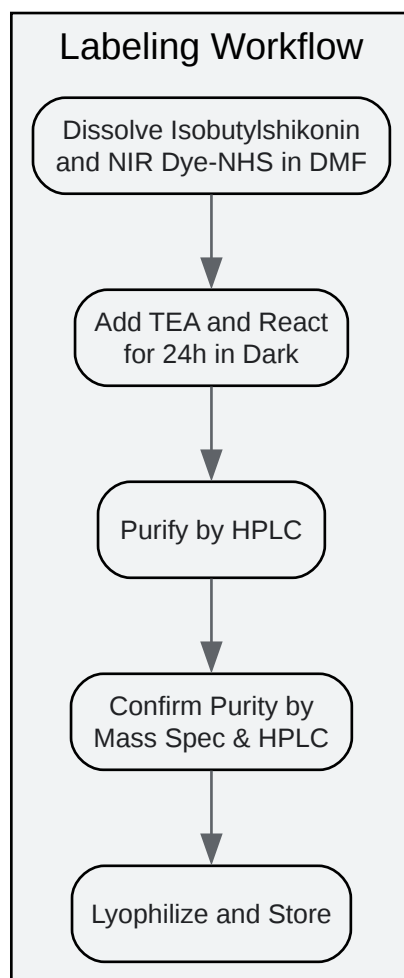 Labeling Workflow
Dissolve Isobutylshikonin
and NIR Dye-NHS in DMF
Add TEA and React
for 24h in Dark
Purify by HPLC
Confirm Purity by
Mass Spec & HPLC
Lyophilize and Store